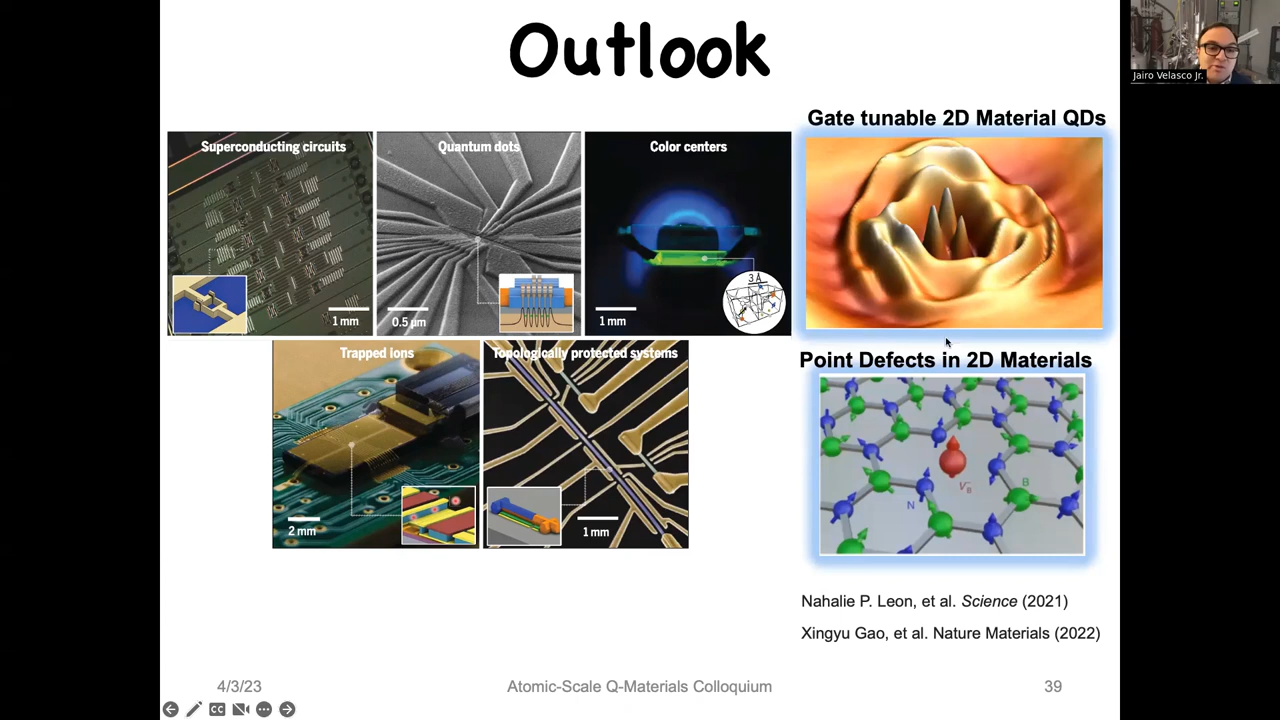 Outlook
Jairo Velasco Jr.
Gate tunable 2D Material QDs
Superconducting circuits
1 mm
Quantum dots
0.5 μm
Color centers
1 mm
3 Å
Trapped ions
2 mm
Topologically protected systems
1 mm
Point Defects in 2D Materials
N
B
Nahalie P. Leon, et al. Science (2021)
Xingyu Gao, et al. Nature Materials (2022)
4/3/23
Atomic-Scale Q-Materials Colloquium
39
CC